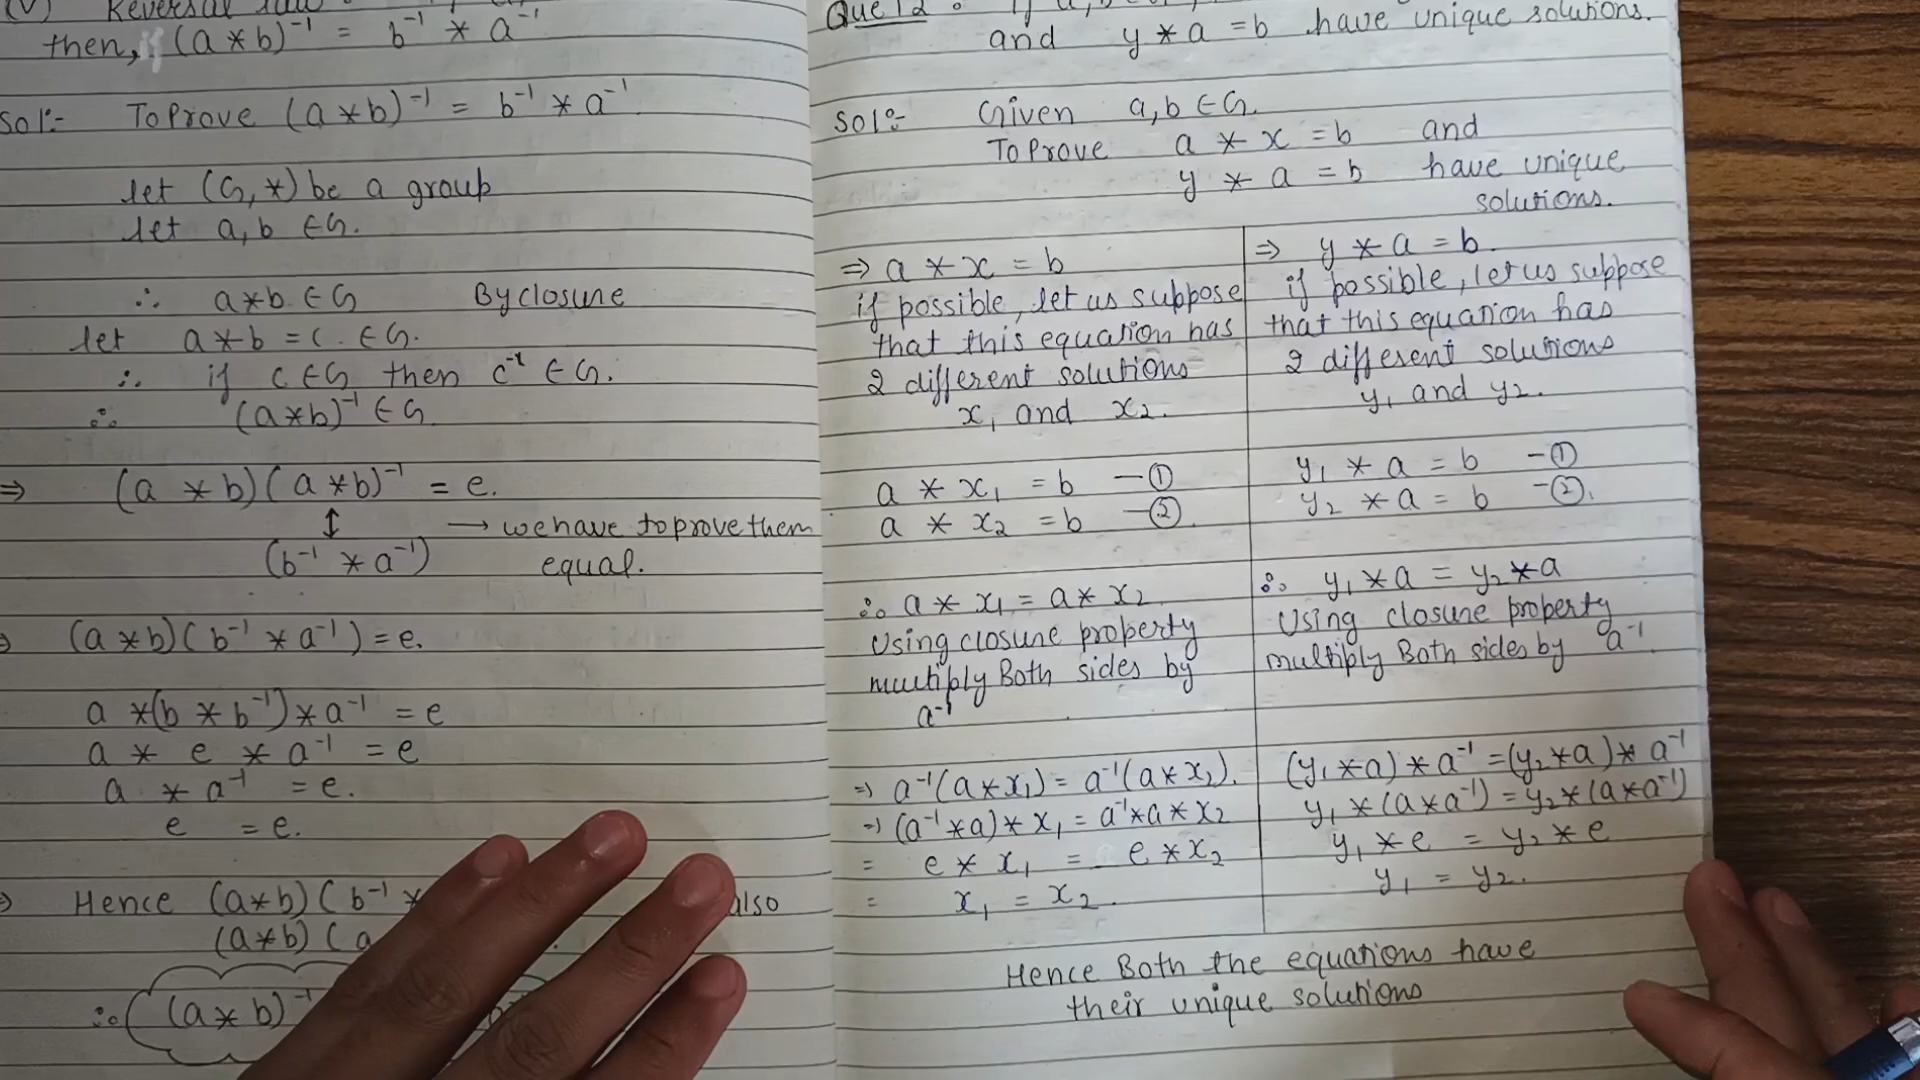 (V) Reversal law
then, (a * b)⁻¹ = b⁻¹ * a⁻¹
Sol:- To Prove (a * b)⁻¹ = b⁻¹ * a⁻¹
let (G, *) be a group
let a, b ∈ G.
∴ a * b ∈ G By closure
let a * b = c. ∈ G.
∴ if c ∈ G then c⁻¹ ∈ G.
∴ (a * b)⁻¹ ∈ G
⇒ (a * b)(a * b)⁻¹ = e.
↕ → we have to prove them
(b⁻¹ * a⁻¹) equal.
⇒ (a * b)(b⁻¹ * a⁻¹) = e.
a * (b * b⁻¹) * a⁻¹ = e
a * e * a⁻¹ = e
a * a⁻¹ = e.
e = e.
⇒ Hence (a * b)(b⁻¹ * also
(a * b)(a
∴ (a * b)⁻¹
Que 12 : If a, b
and y * a = b have unique solutions.
Sol:- Given a, b ∈ G.
To Prove a * x = b and
y * a = b have unique
solutions.
⇒ a * x = b
if possible, let us suppose
that this equation has
2 different solutions
x₁ and x₂.
a * x₁ = b —①
a * x₂ = b —②
∴ a * x₁ = a * x₂
Using closure property
multiply Both sides by
a⁻¹
⇒ a⁻¹(a * x₁) = a⁻¹(a * x₂).
⇒ (a⁻¹ * a) * x₁ = a⁻¹ * a * x₂
= e * x₁ = e * x₂
= x₁ = x₂.
⇒ y * a = b.
if possible, let us suppose
that this equation has
2 different solutions
y₁ and y₂.
y₁ * a = b —①
y₂ * a = b —②.
∴ y₁ * a = y₂ * a
Using closure property
multiply Both sides by a⁻¹.
(y₁ * a) * a⁻¹ = (y₂ * a) * a⁻¹
y₁ * (a * a⁻¹) = y₂ * (a * a⁻¹)
y₁ * e = y₂ * e
y₁ = y₂.
Hence Both the equations have
their unique solutions